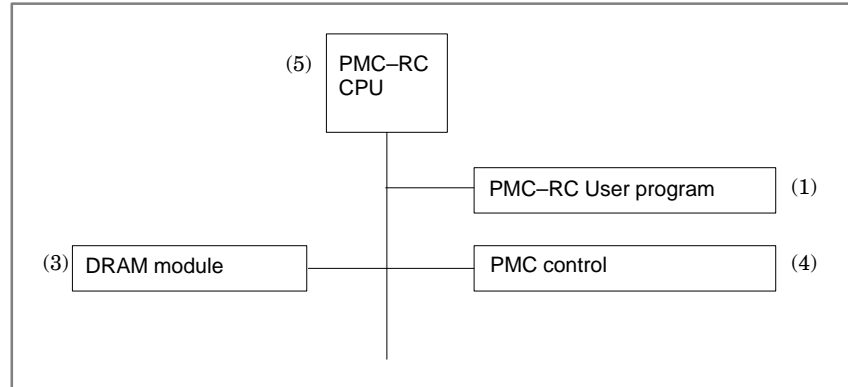 (5)
PMC–RC
CPU
PMC–RC User program
(1)
(3)
DRAM module
PMC control
(4)